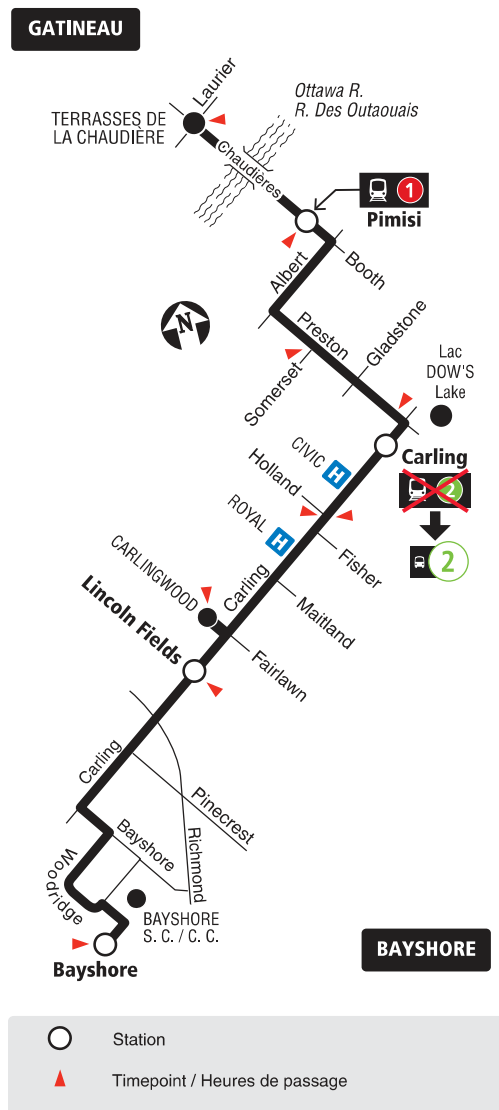 GATINEAU
Laurier
Ottawa R.
R. Des Outaouais
TERRASSES DE
LA CHAUDIÈRE
Chaudières
1
Pimisi
Booth
Albert
N
Preston
Gladstone
Somerset
Lac
DOW'S
Lake
CIVIC
H
Carling
2
2
Holland
ROYAL
H
Fisher
CARLINGWOOD
Carling
Maitland
Lincoln Fields
Fairlawn
Carling
Pinecrest
Bayshore
Richmond
Woodridge
BAYSHORE
S. C. / C. C.
Bayshore
BAYSHORE
Station
Timepoint / Heures de passage